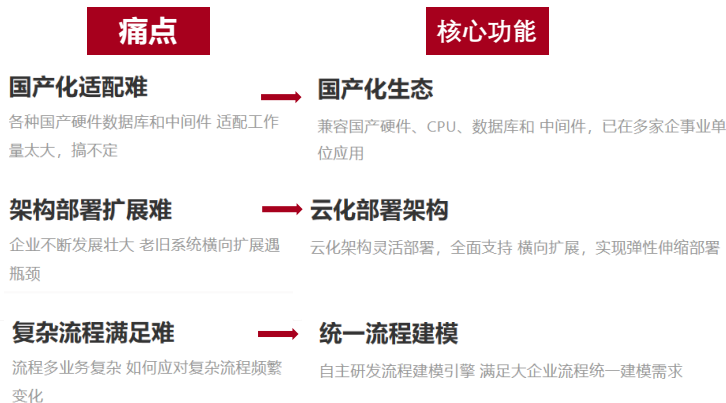 痛点
核心功能
国产化适配难
各种国产硬件数据库和中间件 适配工作
量太大，搞不定
国产化生态
兼容国产硬件、CPU、数据库和 中间件，已在多家企事业单
位应用
架构部署扩展难
企业不断发展壮大 老旧系统横向扩展遇
瓶颈
云化部署架构
云化架构灵活部署，全面支持 横向扩展，实现弹性伸缩部署
复杂流程满足难
流程多业务复杂 如何应对复杂流程频繁
变化
统一流程建模
自主研发流程建模引擎 满足大企业流程统一建模需求